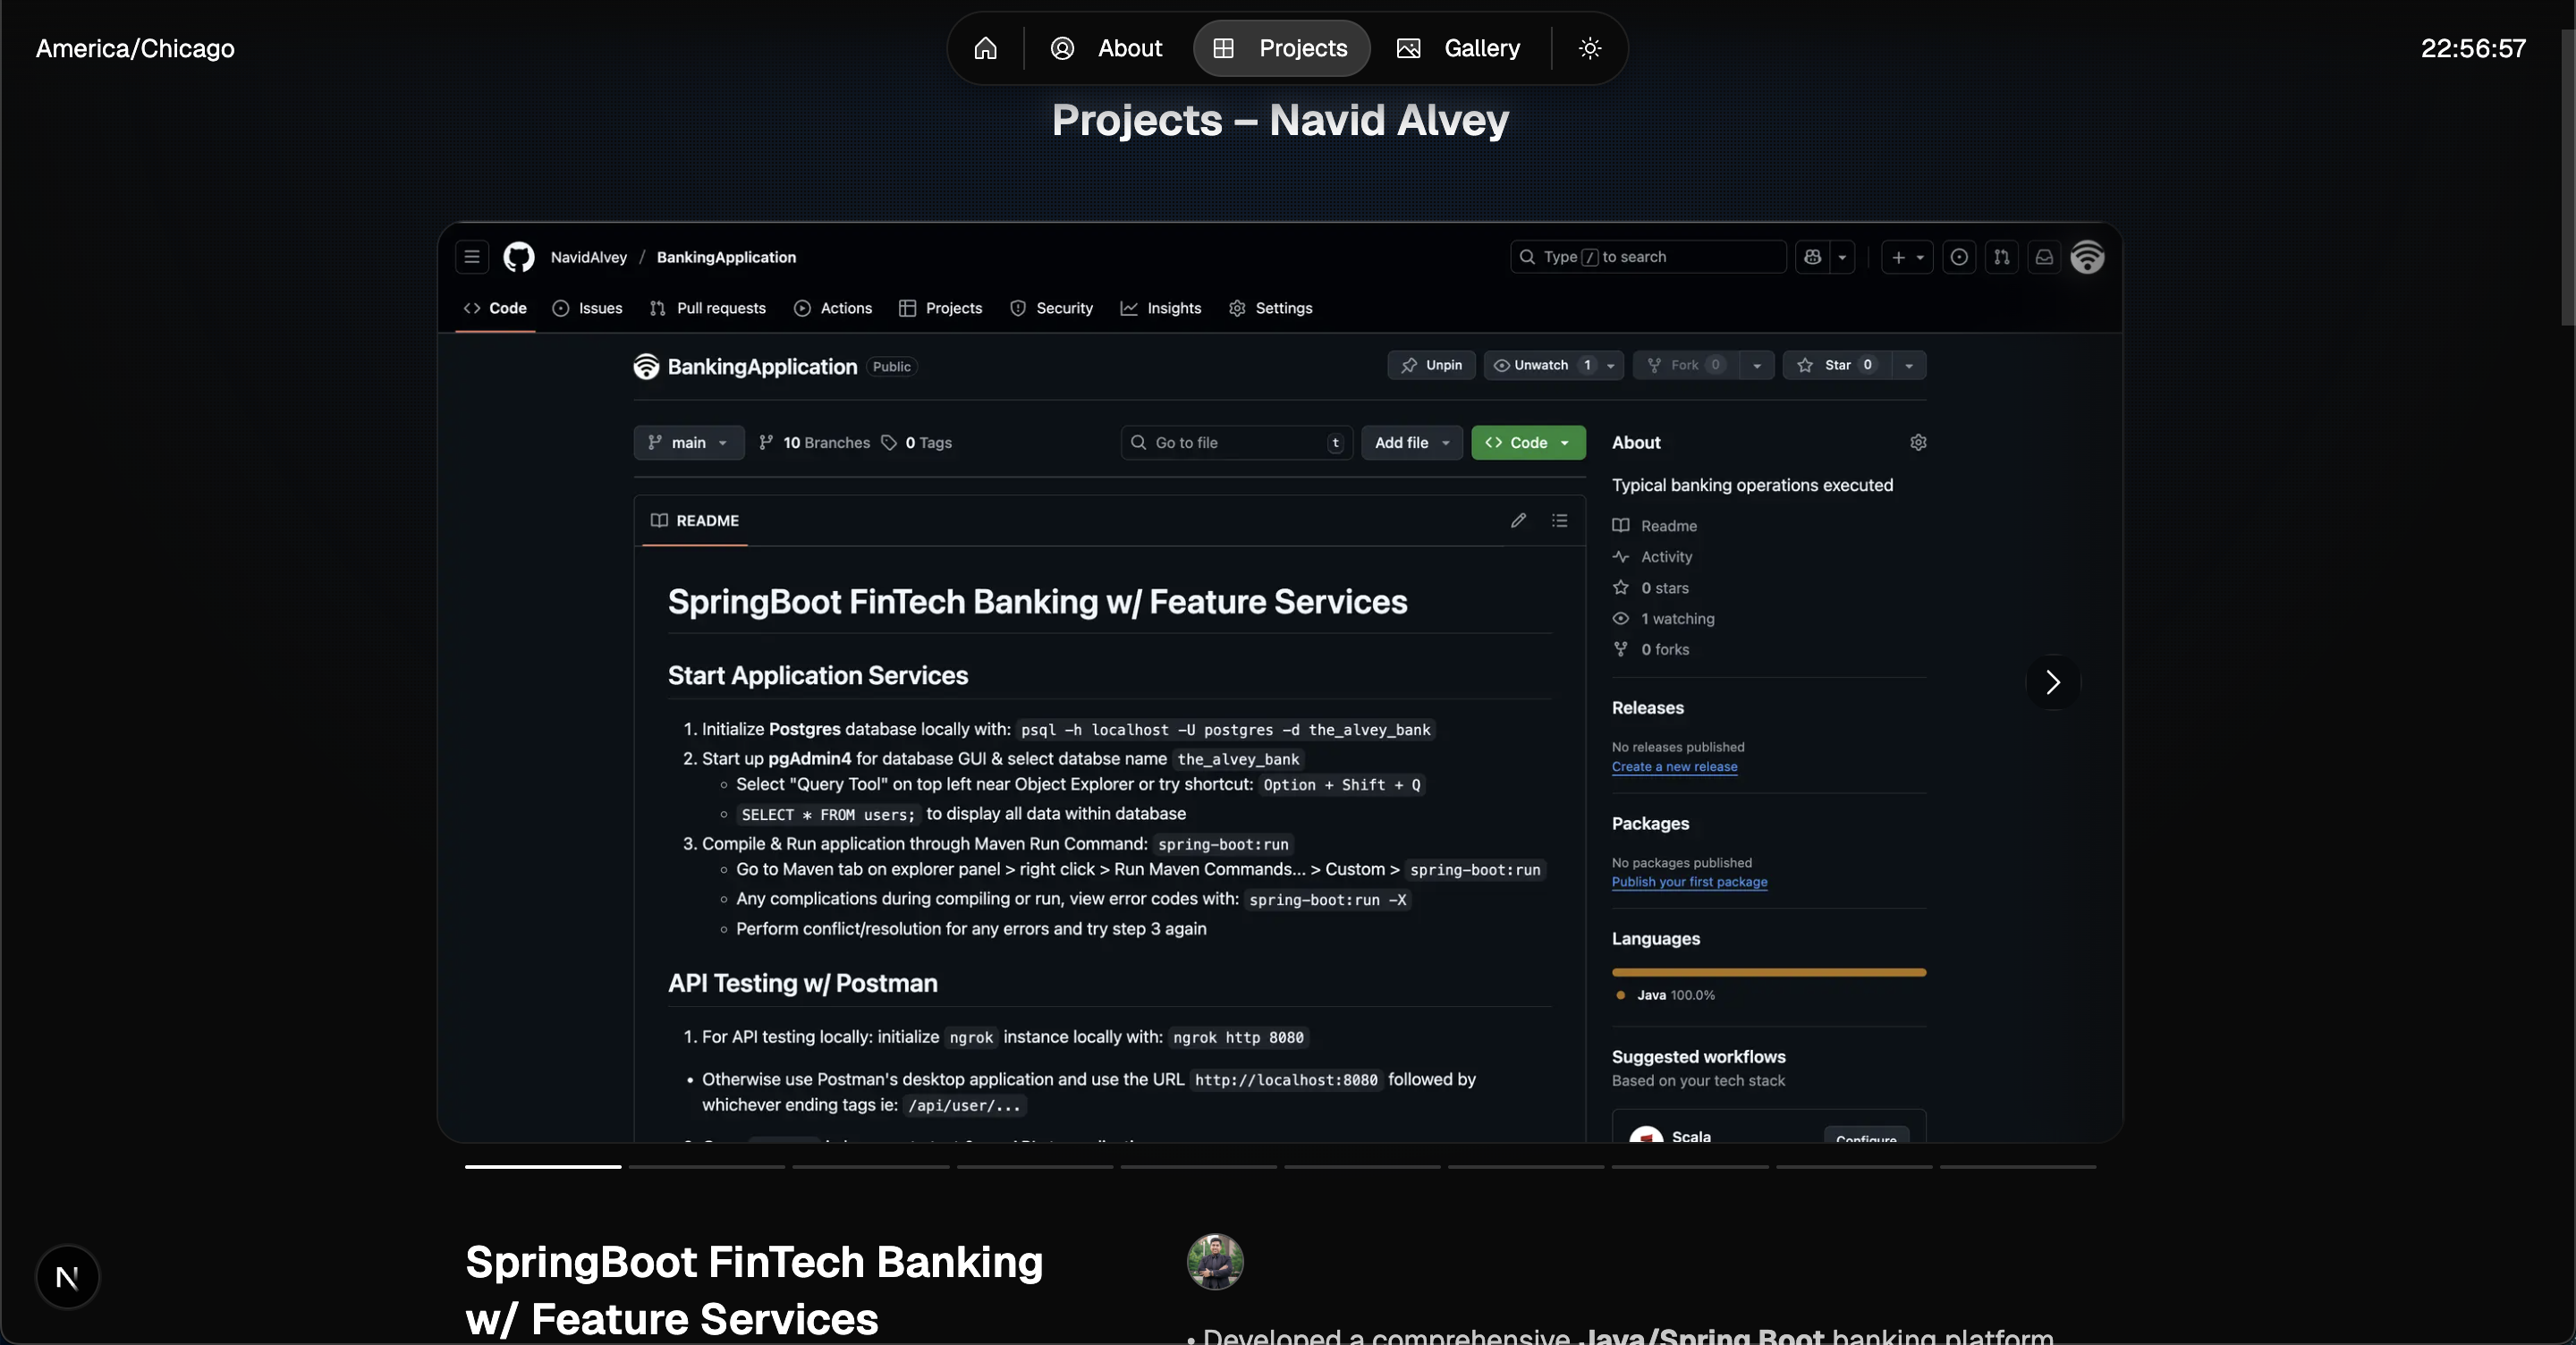 America/Chicago
About
Projects
Gallery
22:56:57
Projects – Navid Alvey
NavidAlvey / BankingApplication
Type / to search
Code
Issues
Pull requests
Actions
Projects
Security
Insights
Settings
BankingApplication Public
Unpin
Unwatch 1
Fork 0
Star 0
main
10 Branches
0 Tags
Go to file t
Add file
Code
README
SpringBoot FinTech Banking w/ Feature Services
Start Application Services
1. Initialize Postgres database locally with: psql -h localhost -U postgres -d the_alvey_bank
2. Start up pgAdmin4 for database GUI & select databse name the_alvey_bank
Select "Query Tool" on top left near Object Explorer or try shortcut: Option + Shift + Q
SELECT * FROM users; to display all data within database
3. Compile & Run application through Maven Run Command: spring-boot:run
Go to Maven tab on explorer panel > right click > Run Maven Commands... > Custom > spring-boot:run
Any complications during compiling or run, view error codes with: spring-boot:run -X
Perform conflict/resolution for any errors and try step 3 again
API Testing w/ Postman
1. For API testing locally: initialize ngrok instance locally with: ngrok http 8080
• Otherwise use Postman's desktop application and use the URL http://localhost:8080 followed by
whichever ending tags ie: /api/user/...
About
Typical banking operations executed
Readme
Activity
0 stars
1 watching
0 forks
Releases
No releases published
Create a new release
Packages
No packages published
Publish your first package
Languages
Java 100.0%
Suggested workflows
Based on your tech stack
Scala
Configure
SpringBoot FinTech Banking
w/ Feature Services
• Developed a comprehensive Java/Spring Boot banking platform
N